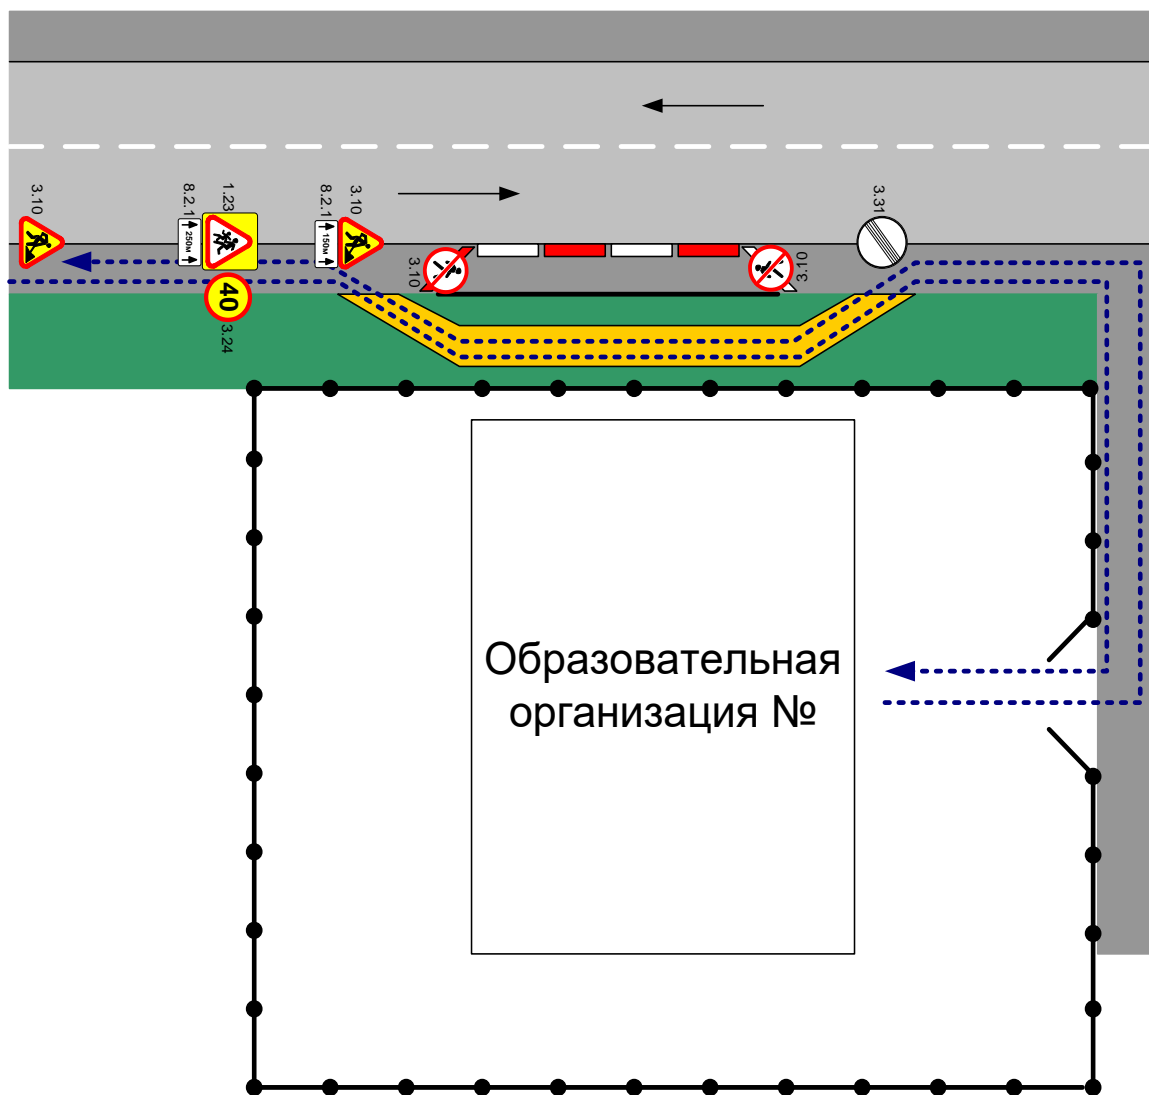 3.10
8.2.1
250м
1.23
40
3.24
8.2.1
150м
3.10
3.10
3.10
3.31
Образовательная
организация №